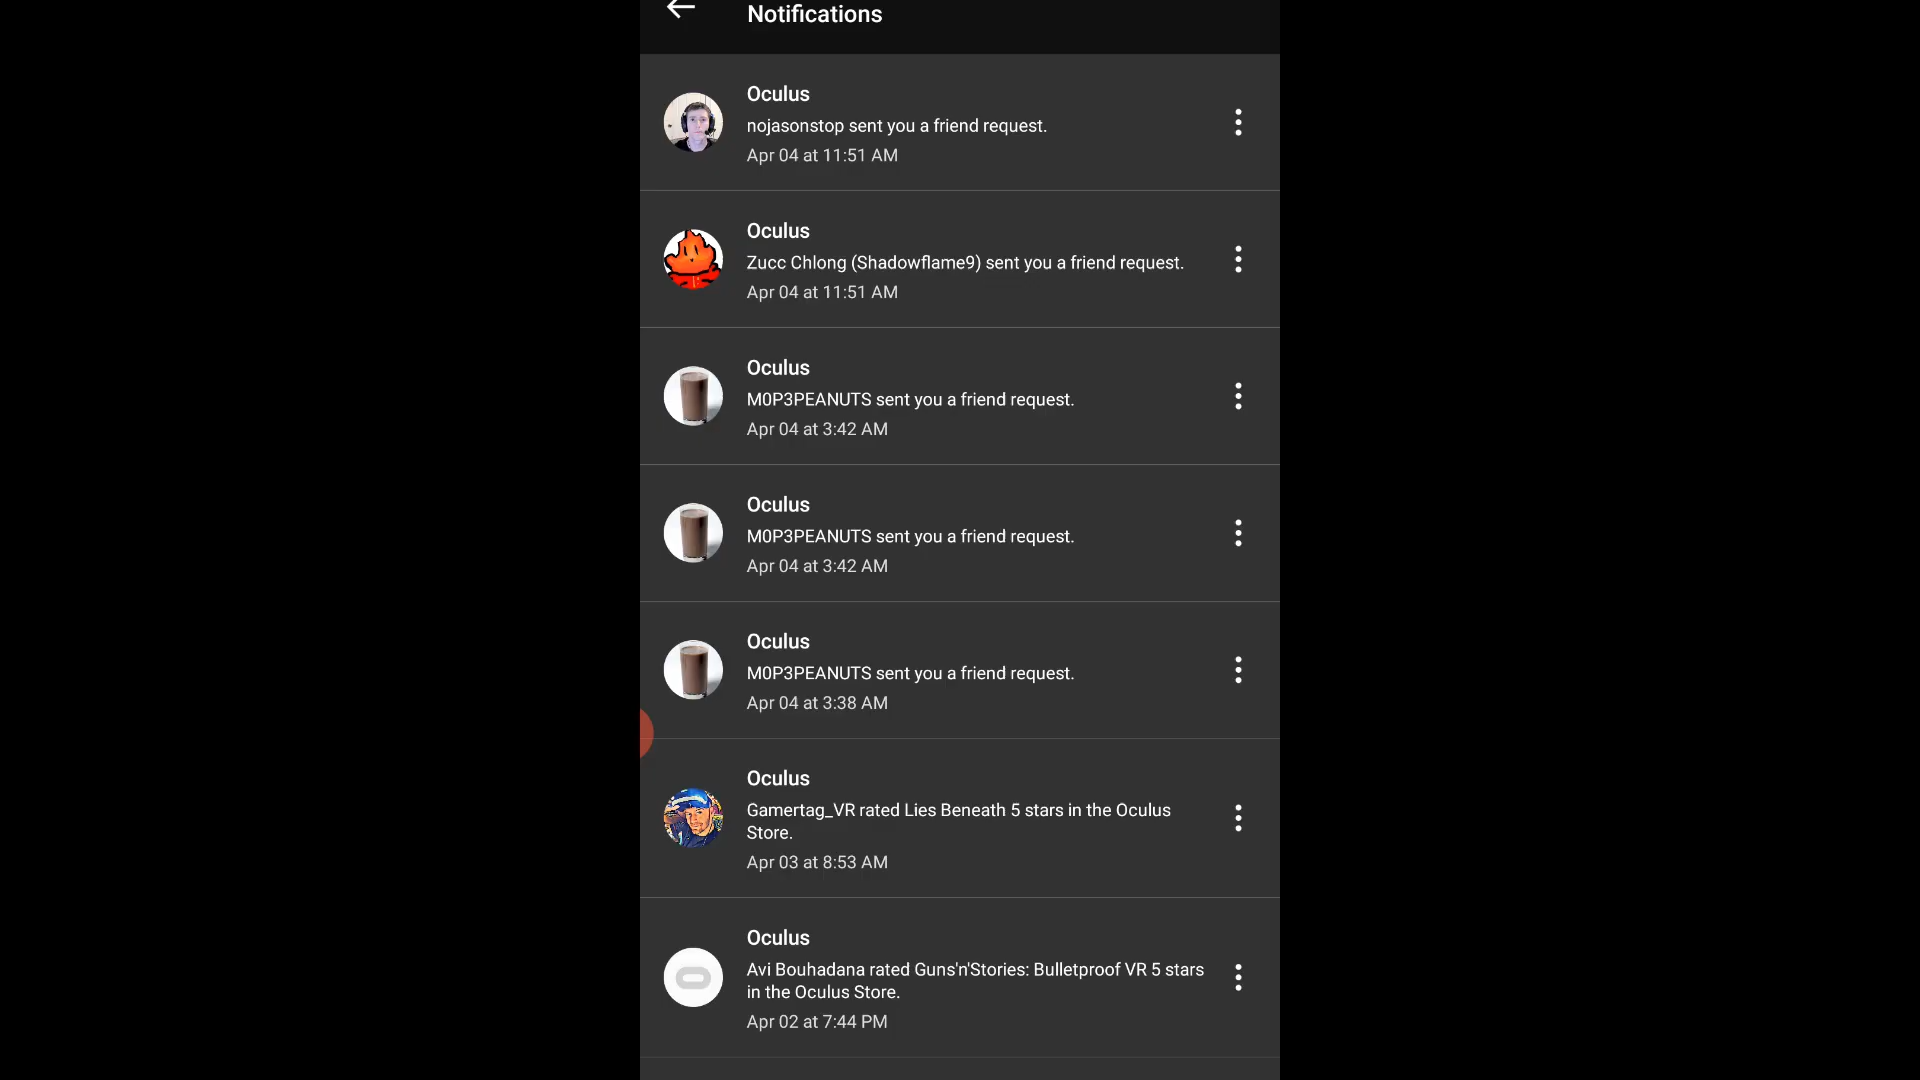 Notifications
Oculus
nojasonstop sent you a friend request.
Apr 04 at 11:51 AM
Oculus
Zucc Chlong (Shadowflame9) sent you a friend request.
Apr 04 at 11:51 AM
Oculus
M0P3PEANUTS sent you a friend request.
Apr 04 at 3:42 AM
Oculus
M0P3PEANUTS sent you a friend request.
Apr 04 at 3:42 AM
Oculus
M0P3PEANUTS sent you a friend request.
Apr 04 at 3:38 AM
Oculus
Gamertag_VR rated Lies Beneath 5 stars in the Oculus
Store.
Apr 03 at 8:53 AM
Oculus
Avi Bouhadana rated Guns'n'Stories: Bulletproof VR 5 stars
in the Oculus Store.
Apr 02 at 7:44 PM